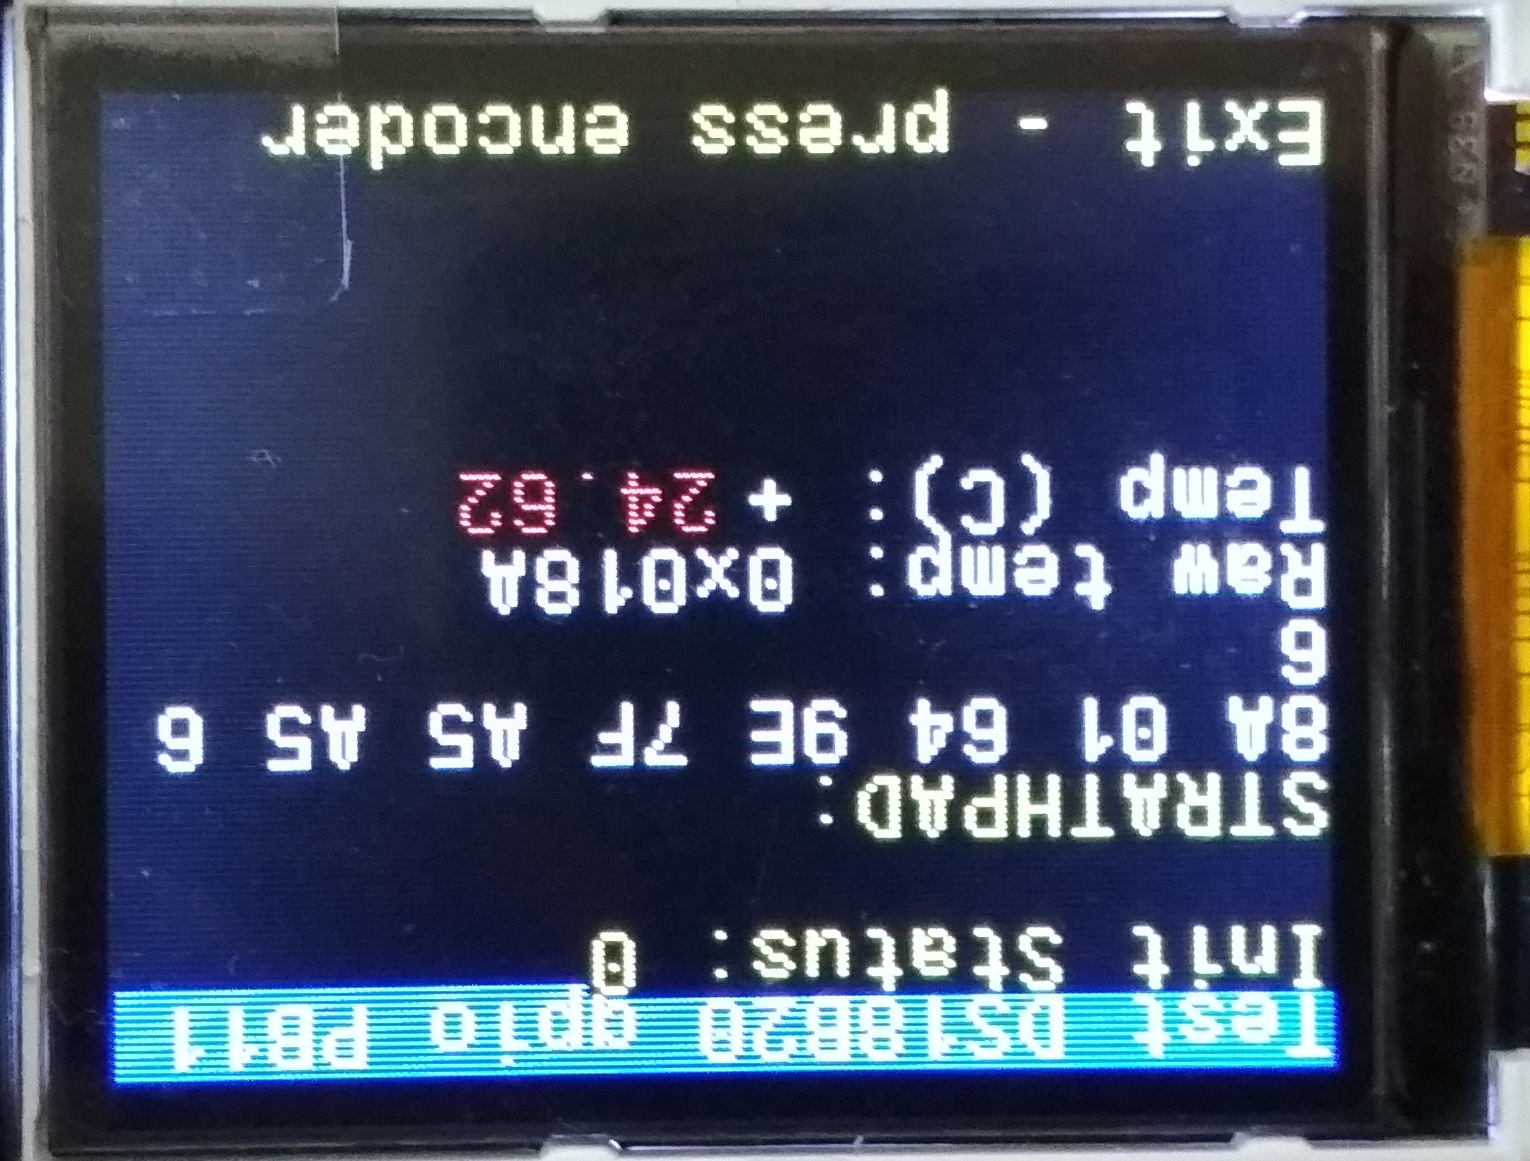 Test DS18B20 gpio PB11
Init Status: 0
STRATHPAD:
8A 01 64 9E 7F A5 A5 6
6
Raw temp: 0x018A
Temp (C): + 24.62
Exit - press encoder